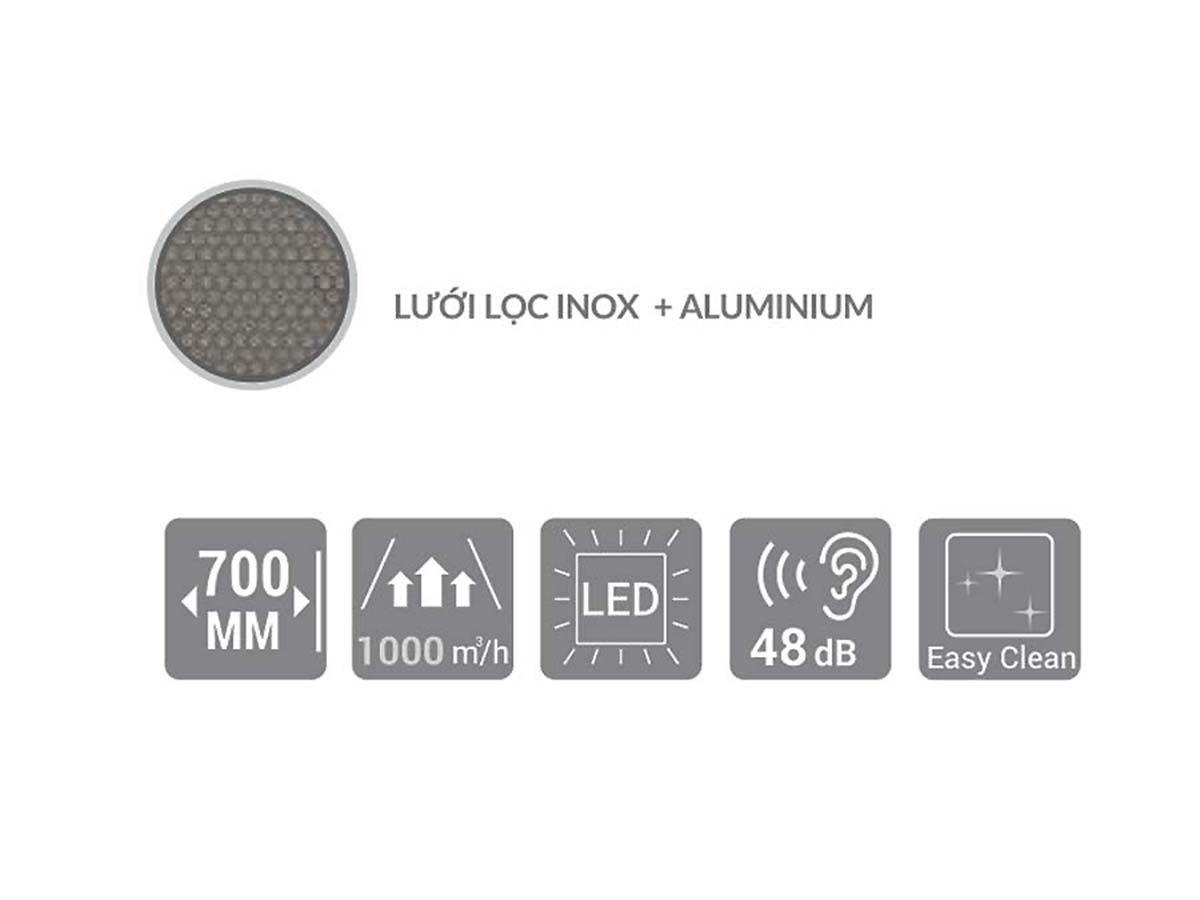 LƯỚI LỌC INOX + ALUMINIUM
700
MM
1000 m³/h
LED
48 dB
Easy Clean